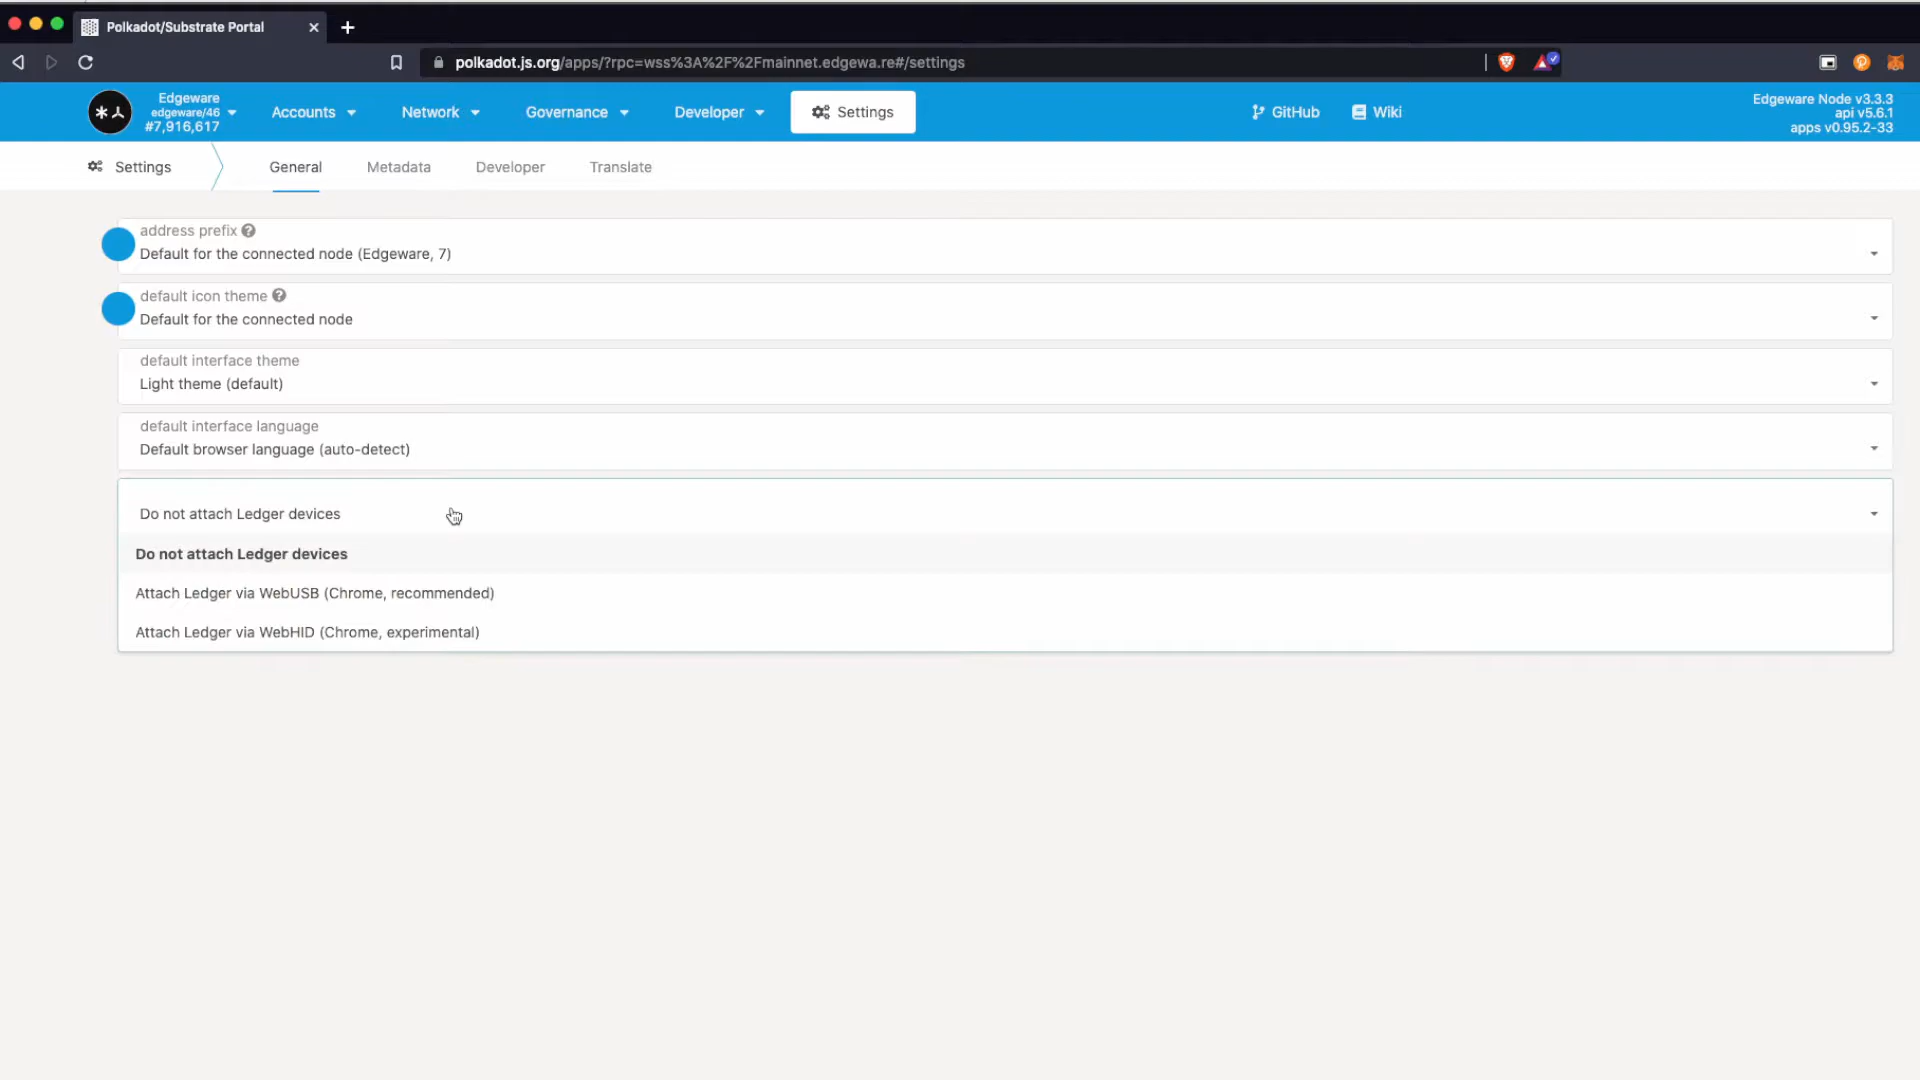 Polkadot/Substrate Portal
polkadot.js.org/apps/?rpc=wss%3A%2F%2Fmainnet.edgewa.re#/settings
Edgeware
edgeware/46
#7,916,617
Accounts
Network
Governance
Developer
Settings
GitHub
Wiki
Edgeware Node v3.3.3
api v5.6.1
apps v0.95.2-33
Settings
General
Metadata
Developer
Translate
address prefix
Default for the connected node (Edgeware, 7)
default icon theme
Default for the connected node
default interface theme
Light theme (default)
default interface language
Default browser language (auto-detect)
Do not attach Ledger devices
Do not attach Ledger devices
Attach Ledger via WebUSB (Chrome, recommended)
Attach Ledger via WebHID (Chrome, experimental)